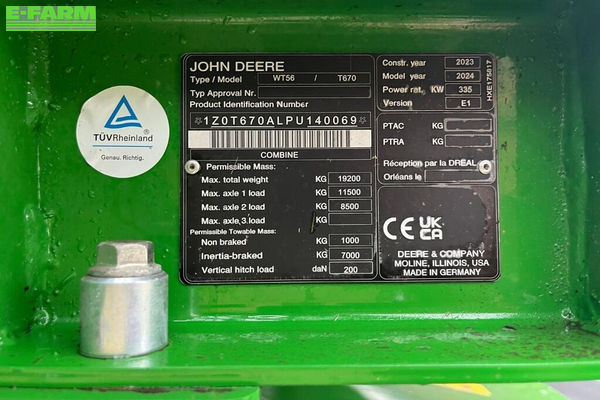 E-FARM
TÜVRheinland
Genau. Richtig.
JOHN DEERE
Type / Model WT56 / T670
Typ Approval Nr.
Product Identification Number
*1Z0T670ALPU140069*
COMBINE
Permissible Mass:
Max. total weight KG 19200
Max. axle 1 load KG 11500
Max. axle 2 load KG 8500
Max. axle 3.load KG
Permissible Towable Mass:
Non braked KG 1000
Inertia-braked KG 7000
Vertical hitch load daN 200
Constr. year 2023
Model year 2024
Power rat. KW 335
Version E1
HXE175817
PTAC KG
PTRA KG
Réception par la DREAL
Orléans le
CE UK CA
DEERE & COMPANY
MOLINE, ILLINOIS, USA
MADE IN GERMANY